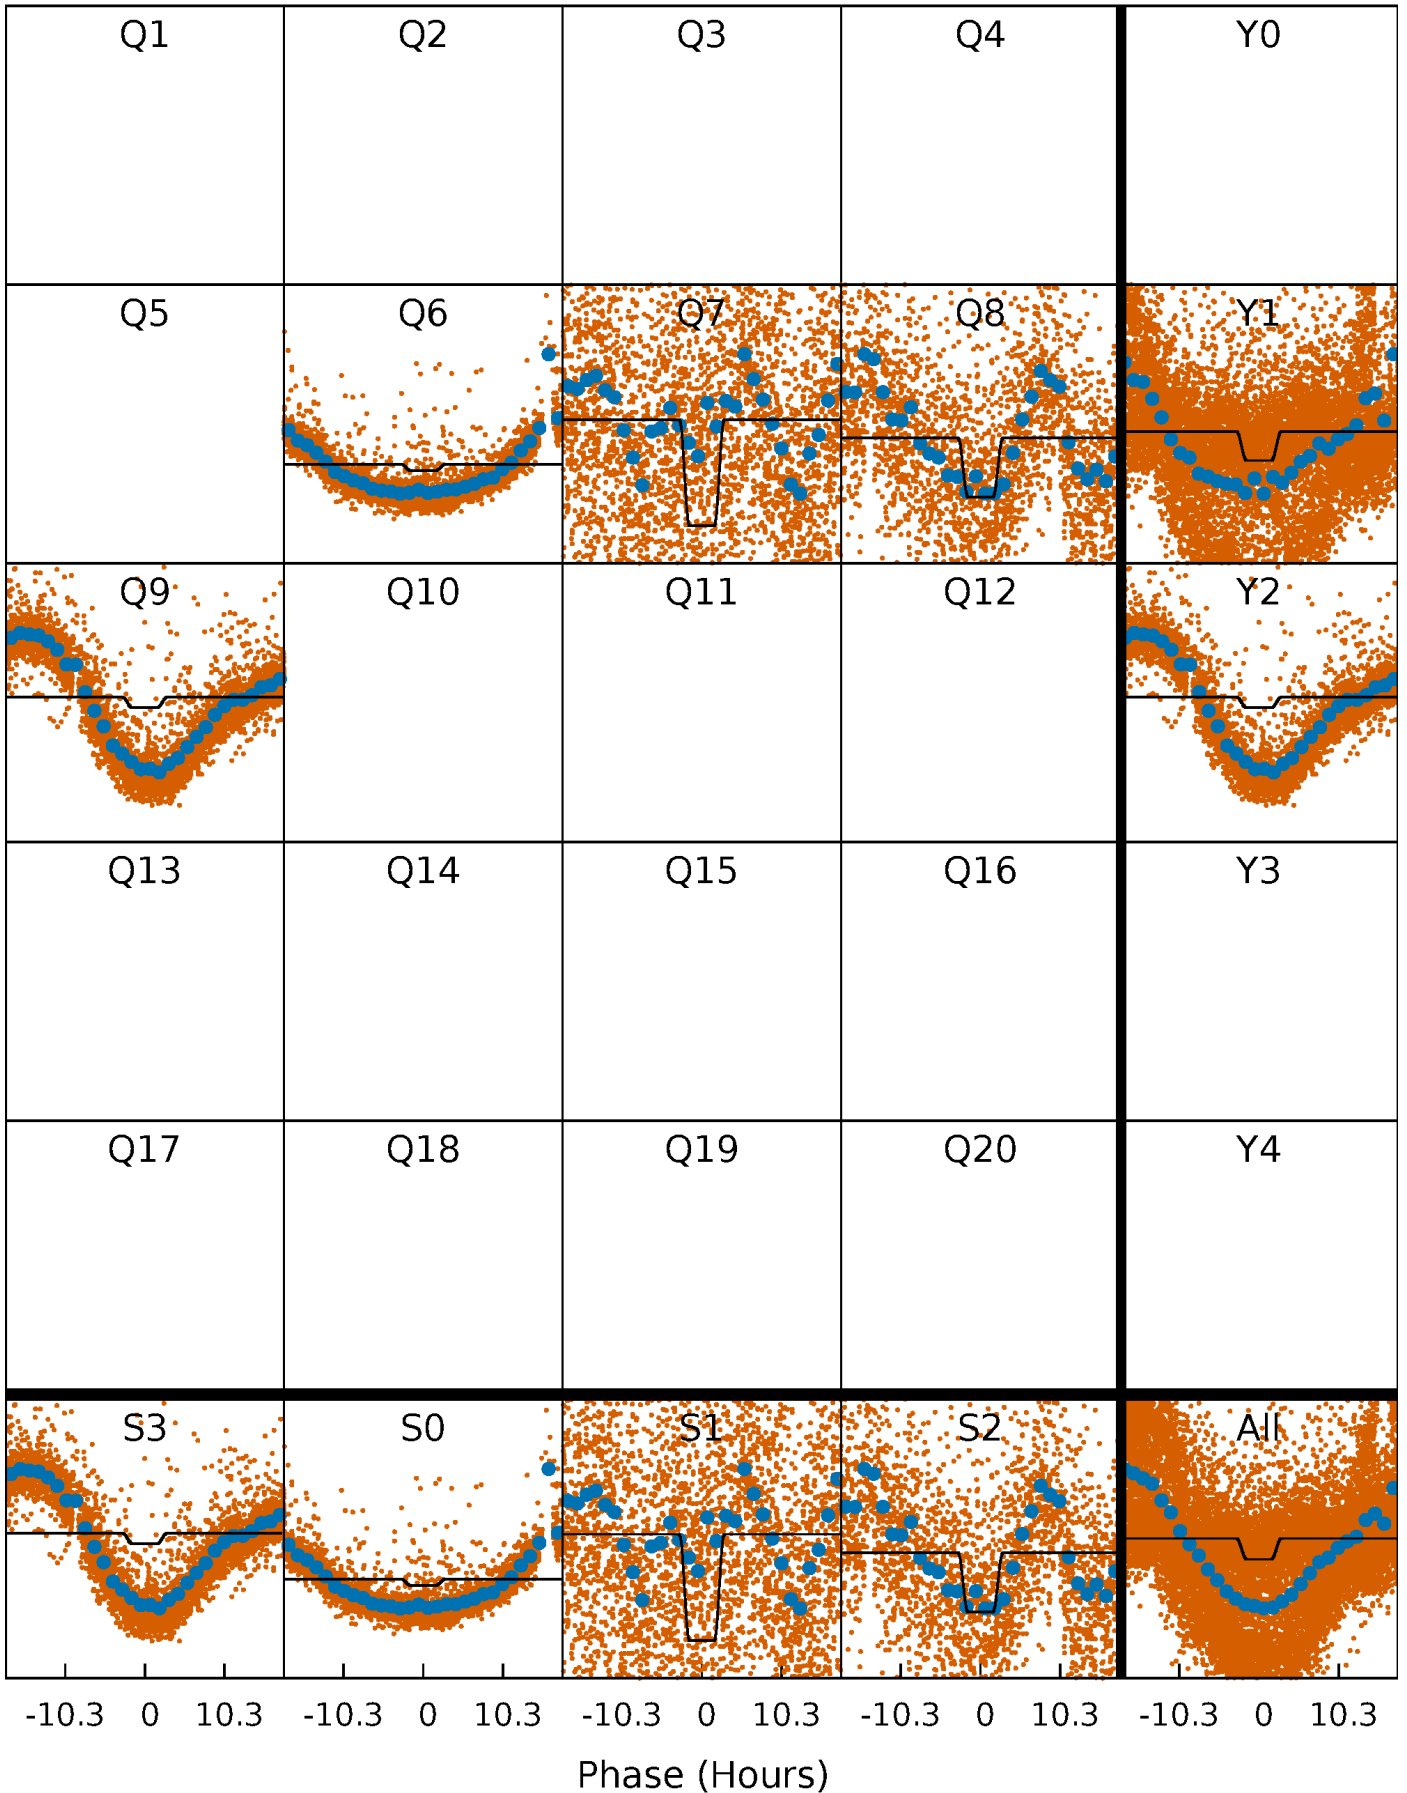 Q1 Q2 Q3 Q4 Y0
Q5 Q6 Q7 Q8 Y1
Q9 Q10 Q11 Q12 Y2
Q13 Q14 Q15 Q16 Y3
Q17 Q18 Q19 Q20 Y4
S3 S0 S1 S2 All
-10.3 0 10.3 -10.3 0 10.3 -10.3 0 10.3 -10.3 0 10.3 -10.3 0 10.3
Phase (Hours)